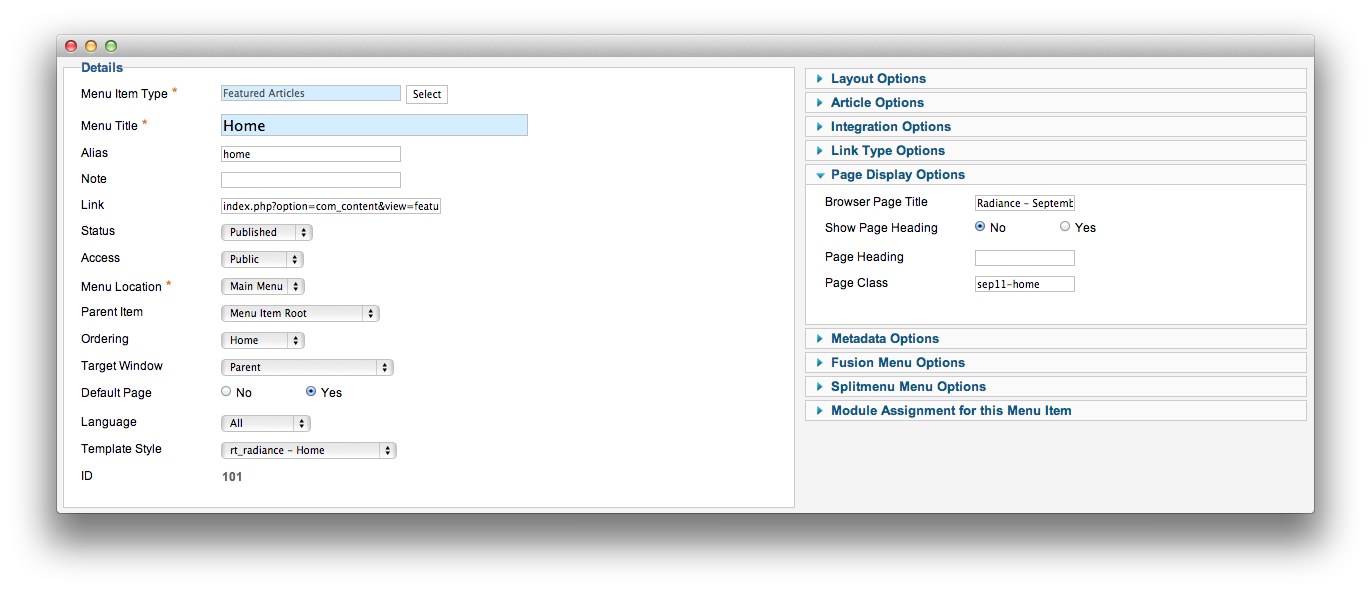 Details
Menu Item Type *
Featured Articles
Select
Menu Title *
Home
Alias
home
Note
Link
index.php?option=com_content&view=featu
Status
Published
Access
Public
Menu Location *
Main Menu
Parent Item
Menu Item Root
Ordering
Home
Target Window
Parent
Default Page
No
Yes
Language
All
Template Style
rt_radiance - Home
ID
101
Layout Options
Article Options
Integration Options
Link Type Options
Page Display Options
Browser Page Title
Radiance - Septemb
Show Page Heading
No
Yes
Page Heading
Page Class
sep11-home
Metadata Options
Fusion Menu Options
Splitmenu Menu Options
Module Assignment for this Menu Item